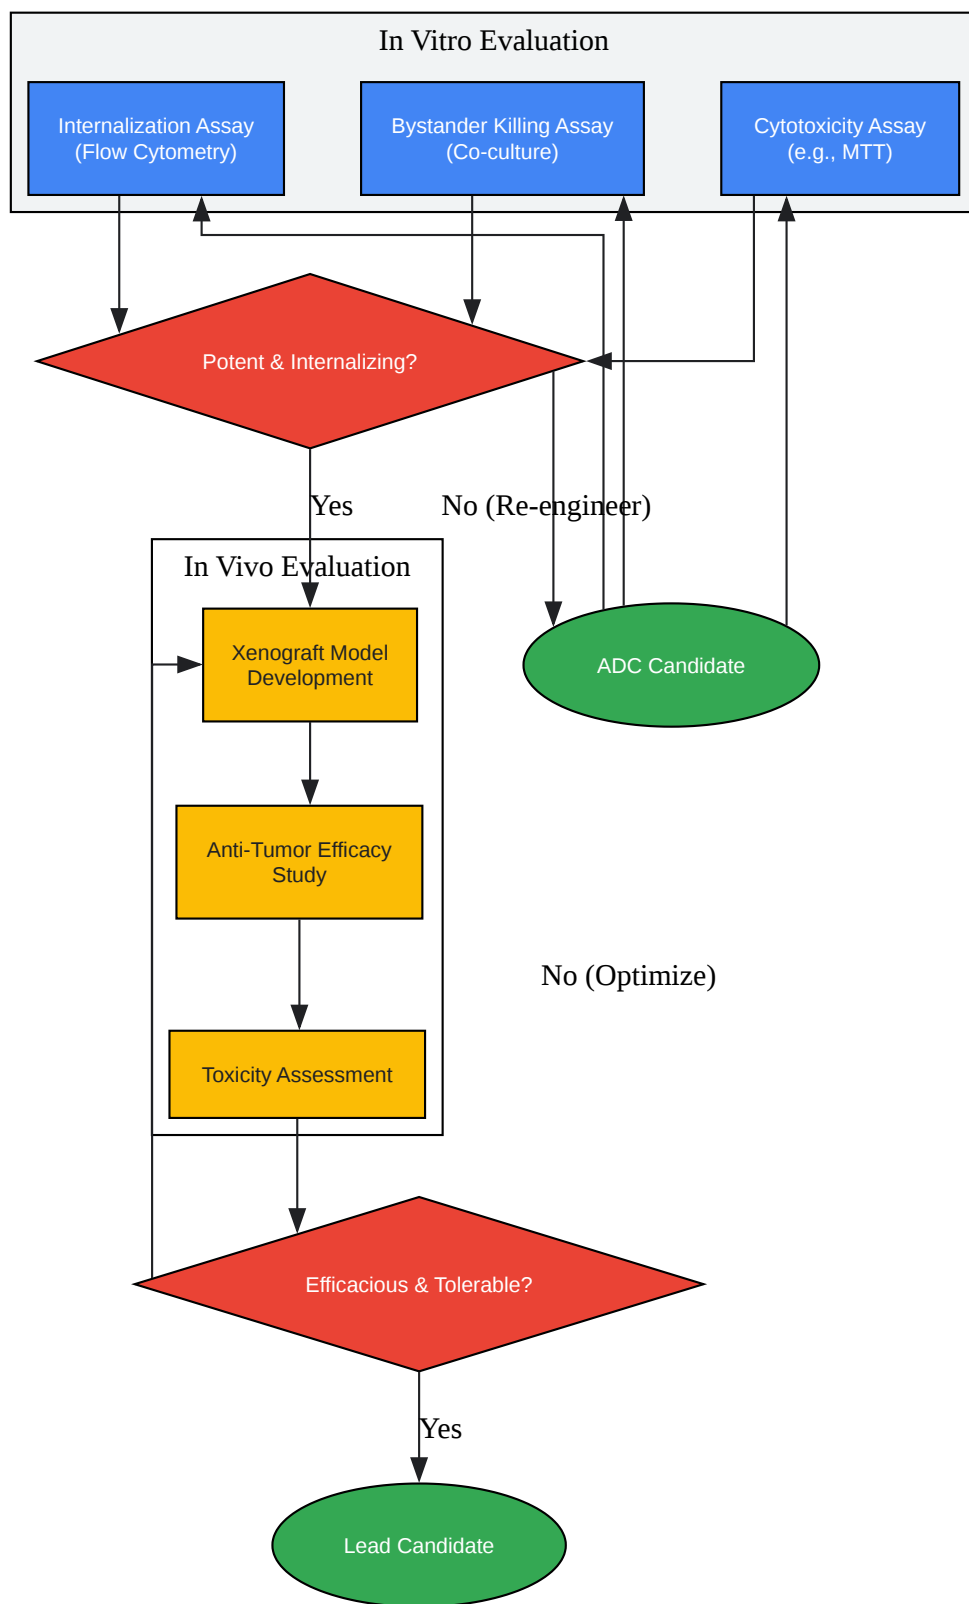 In Vitro Evaluation
Internalization Assay
(Flow Cytometry)
Bystander Killing Assay
(Co-culture)
Cytotoxicity Assay
(e.g., MTT)
Potent & Internalizing?
Yes
No (Re-engineer)
In Vivo Evaluation
Xenograft Model
Development
ADC Candidate
Anti-Tumor Efficacy
Study
No (Optimize)
Toxicity Assessment
Efficacious & Tolerable?
Yes
Lead Candidate